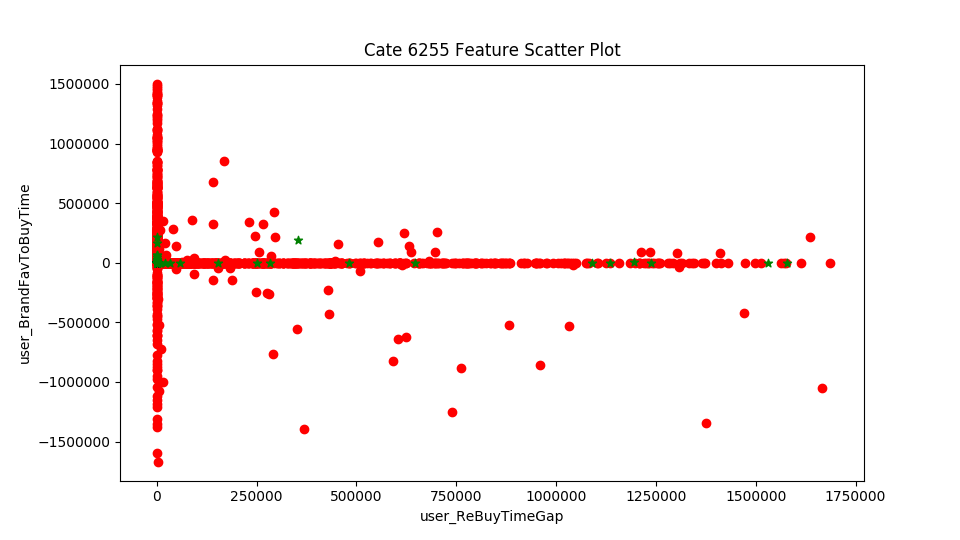 Cate 6255 Feature Scatter Plot
1500000
1000000
500000
0
−500000
−1000000
−1500000
user_BrandFavToBuyTime
0 250000 500000 750000 1000000 1250000 1500000 1750000
user_ReBuyTimeGap